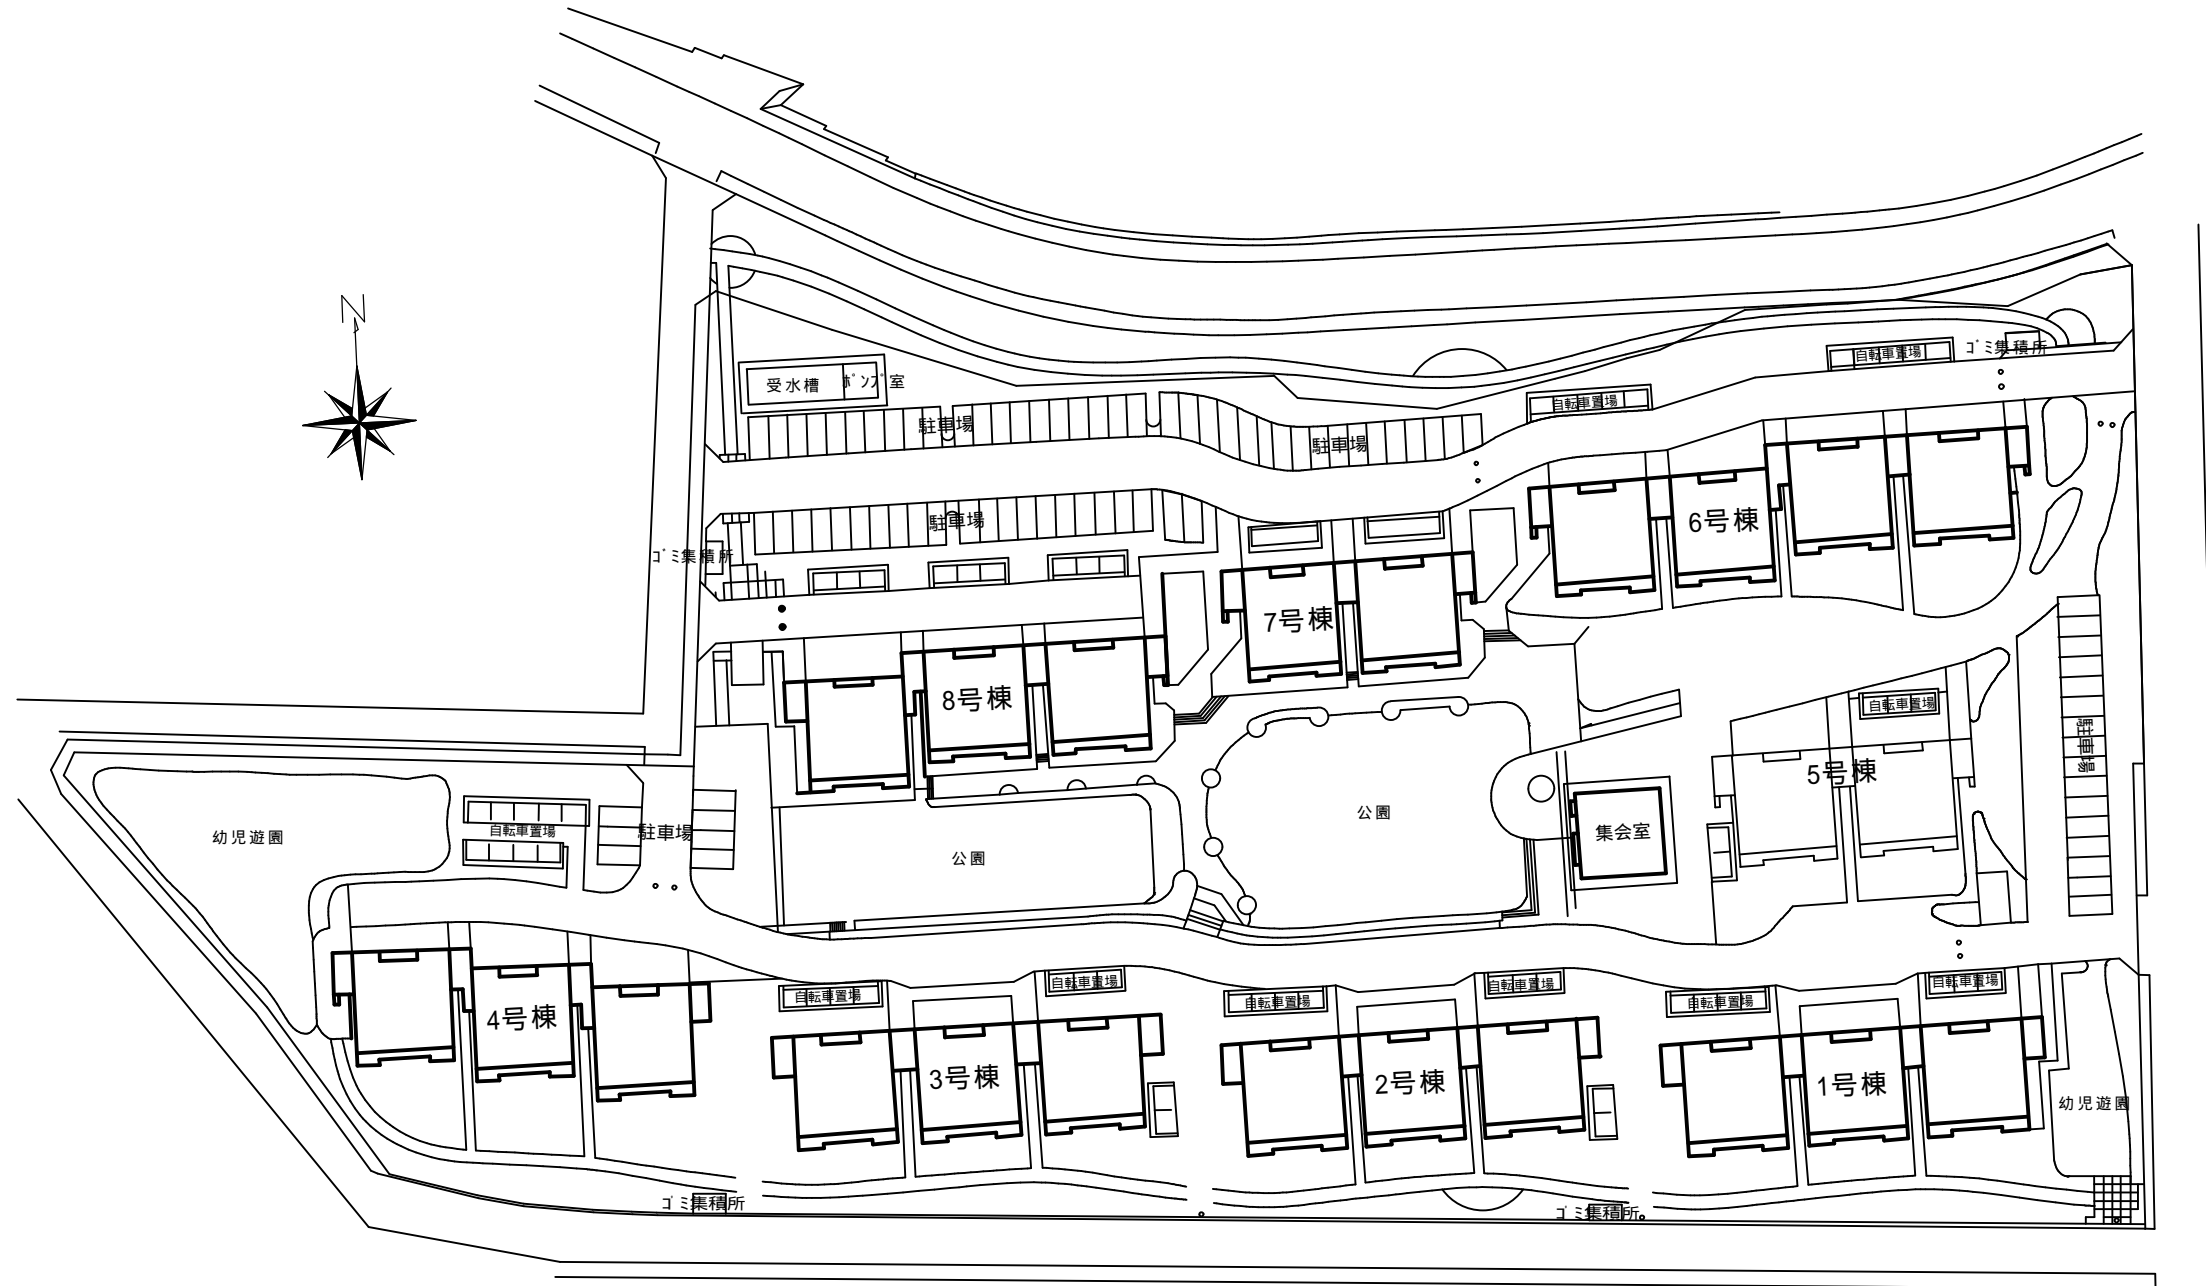 N
受水槽
ポンプ室
自転車置場
ゴミ集積所
自転車置場
駐車場
駐車場
駐車場
ゴミ集積所
6号棟
7号棟
8号棟
自転車置場
駐車場
5号棟
公園
集会室
幼児遊園
自転車置場
駐車場
公園
4号棟
自転車置場
自転車置場
自転車置場
自転車置場
自転車置場
自転車置場
3号棟
2号棟
1号棟
幼児遊園
ゴミ集積所
ゴミ集積所